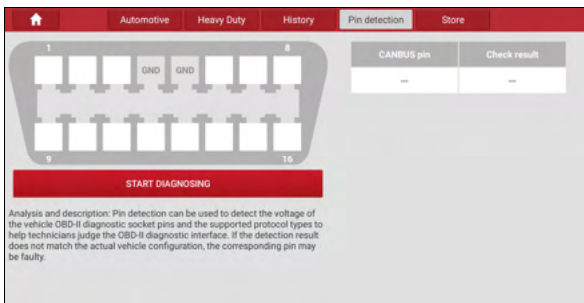 Automotive Heavy Duty History Pin detection Store
1 8
GND GND
CANBUS pin Check result
— —
9 16
START DIAGNOSING
Analysis and description: Pin detection can be used to detect the voltage of
the vehicle OBD-II diagnostic socket pins and the supported protocol types to
help technicians judge the OBD-II diagnostic interface. If the detection result
does not match the actual vehicle configuration, the corresponding pin may
be faulty.